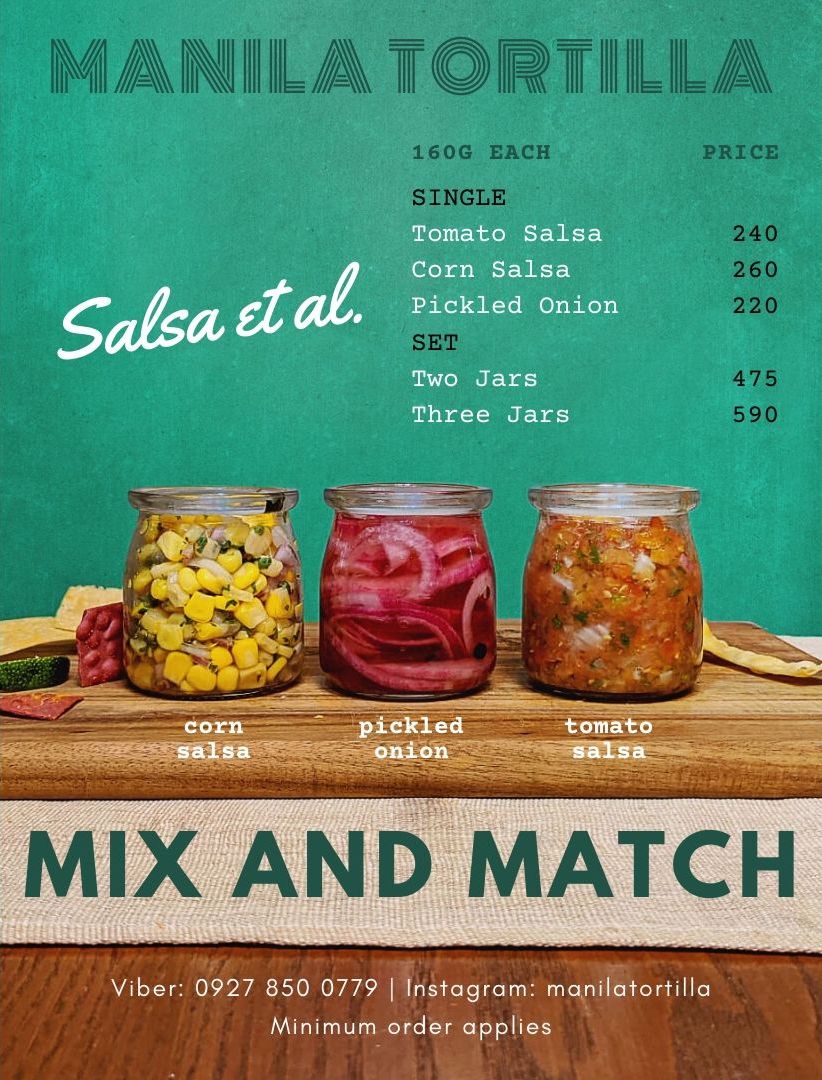 MANILA TORTILLA
160G EACH PRICE
SINGLE
Tomato Salsa 240
Corn Salsa 260
Pickled Onion 220
SET
Two Jars 475
Three Jars 590
Salsa et al.
corn
salsa
pickled
onion
tomato
salsa
MIX AND MATCH
Viber: 0927 850 0779 | Instagram: manilatortilla
Minimum order applies